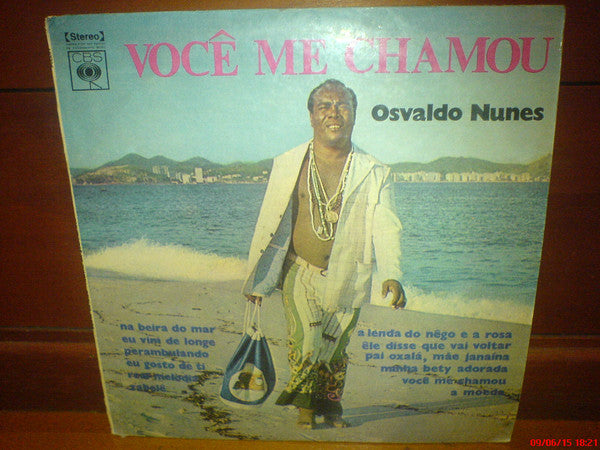 Stereo
CBS
VOCÊ ME CHAMOU
Osvaldo Nunes
na beira do mar
eu vim de longe
perambulando
eu gosto de ti
melodia
zabelê
a lenda do nêgo e a rosa
êle disse que vai voltar
pai oxalá, mãe janaína
minha bety adorada
você me chamou
a moeda
09/06/15 18:21